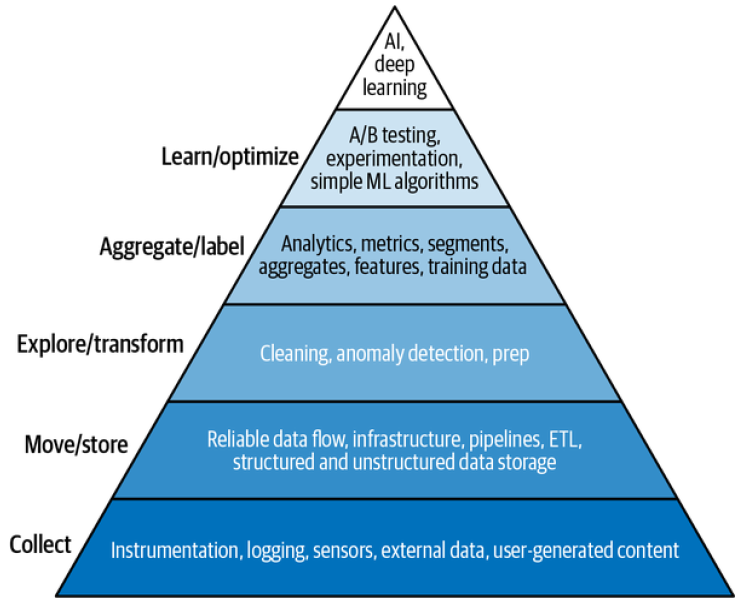 AI,
deep
learning
Learn/optimize
A/B testing,
experimentation,
simple ML algorithms
Aggregate/label
Analytics, metrics, segments,
aggregates, features, training data
Explore/transform
Cleaning, anomaly detection, prep
Move/store
Reliable data flow, infrastructure, pipelines, ETL,
structured and unstructured data storage
Collect
Instrumentation, logging, sensors, external data, user-generated content